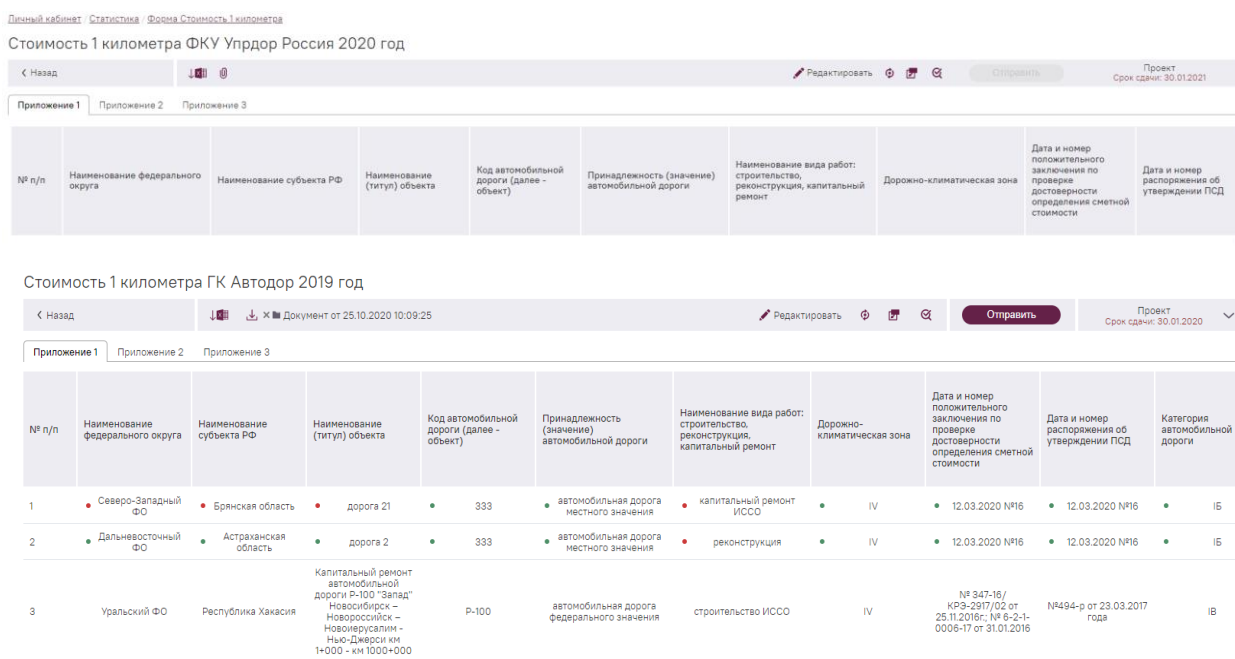 Личный кабинет / Статистика / Форма Стоимость 1 километра
Стоимость 1 километра ФКУ Упрдор Россия 2020 год
Назад
Редактировать
Отправить
Проект
Срок сдачи: 30.01.2021
Приложение 1 Приложение 2 Приложение 3
№ п/п
Наименование федерального
округа
Наименование субъекта РФ
Наименование
(титул) объекта
Код автомобильной
дороги (далее -
объект)
Принадлежность (значение)
автомобильной дороги
Наименование вида работ:
строительство,
реконструкция, капитальный
ремонт
Дорожно-климатическая зона
Дата и номер
положительного
заключения по
проверке
достоверности
определения сметной
стоимости
Дата и номер
распоряжения об
утверждении ПСД
Стоимость 1 километра ГК Автодор 2019 год
Назад
Документ от 25.10.2020 10:09:25
Редактировать
Отправить
Проект
Срок сдачи: 30.01.2020
Приложение 1 Приложение 2 Приложение 3
№ п/п
Наименование
федерального округа
Наименование
субъекта РФ
Наименование
(титул) объекта
Код автомобильной
дороги (далее -
объект)
Принадлежность
(значение)
автомобильной дороги
Наименование вида работ:
строительство,
реконструкция,
капитальный ремонт
Дорожно-
климатическая зона
Дата и номер
положительного
заключения по
проверке
достоверности
определения сметной
стоимости
Дата и номер
распоряжения об
утверждении ПСД
Категория
автомобильной
дороги
1
Северо-Западный
ФО
Брянская область
дорога 21
333
автомобильная дорога
местного значения
капитальный ремонт
ИССО
IV
12.03.2020 №16
12.03.2020 №16
IБ
2
Дальневосточный
ФО
Астраханская
область
дорога 2
333
автомобильная дорога
местного значения
реконструкция
IV
12.03.2020 №16
12.03.2020 №16
IБ
3
Уральский ФО
Республика Хакасия
Капитальный ремонт
автомобильной
дороги Р-100 "Запад"
Новосибирск –
Новороссийск –
Новоиерусалим -
Нью-Джерси км
1+000 - км 1000+000
Р-100
автомобильная дорога
федерального значения
строительство ИССО
IV
№ 347-16/
КРЭ-2917/02 от
25.11.2016г.; № 6-2-1-
0006-17 от 31.01.2016
№494-р от 23.03.2017
года
IВ